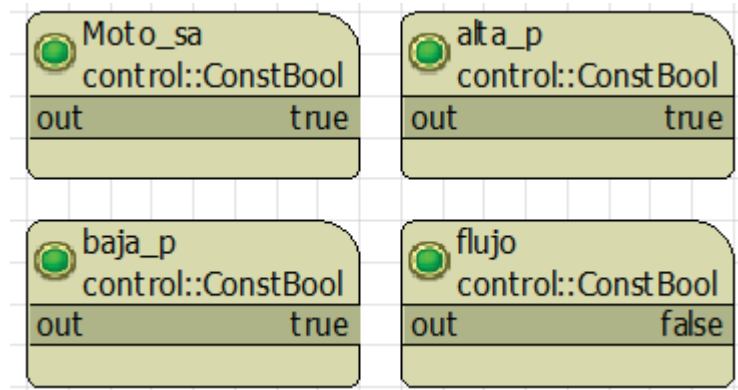 Moto_sa
control::ConstBool
out true
alta_p
control::ConstBool
out true
baja_p
control::ConstBool
out true
flujo
control::ConstBool
out false